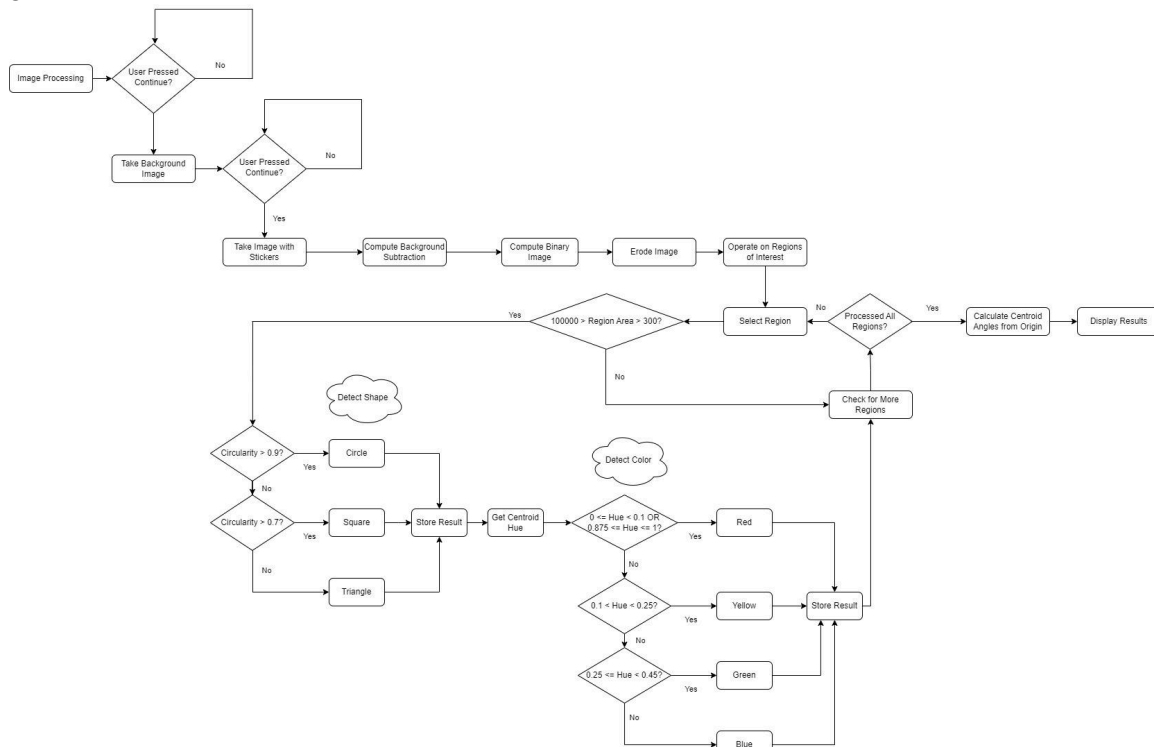 Image Processing
User Pressed
Continue?
No
Take Background
Image
User Pressed
Continue?
No
Yes
Take Image with
Stickers
Compute Background
Subtraction
Compute Binary
Image
Erode Image
Operate on Regions
of Interest
Yes
100000 > Region Area > 300?
Select Region
No
Processed All
Regions?
Yes
Calculate Centroid
Angles from Origin
Display Results
No
Check for More
Regions
Detect Shape
Circularity > 0.9?
Yes
Circle
No
Circularity > 0.7?
Yes
Square
Store Result
Get Centroid
Hue
No
Triangle
Detect Color
0 <= Hue < 0.1 OR
0.875 <= Hue <= 1?
Yes
Red
No
0.1 < Hue < 0.25?
Yes
Yellow
Store Result
No
0.25 <= Hue < 0.45?
Yes
Green
No
Blue